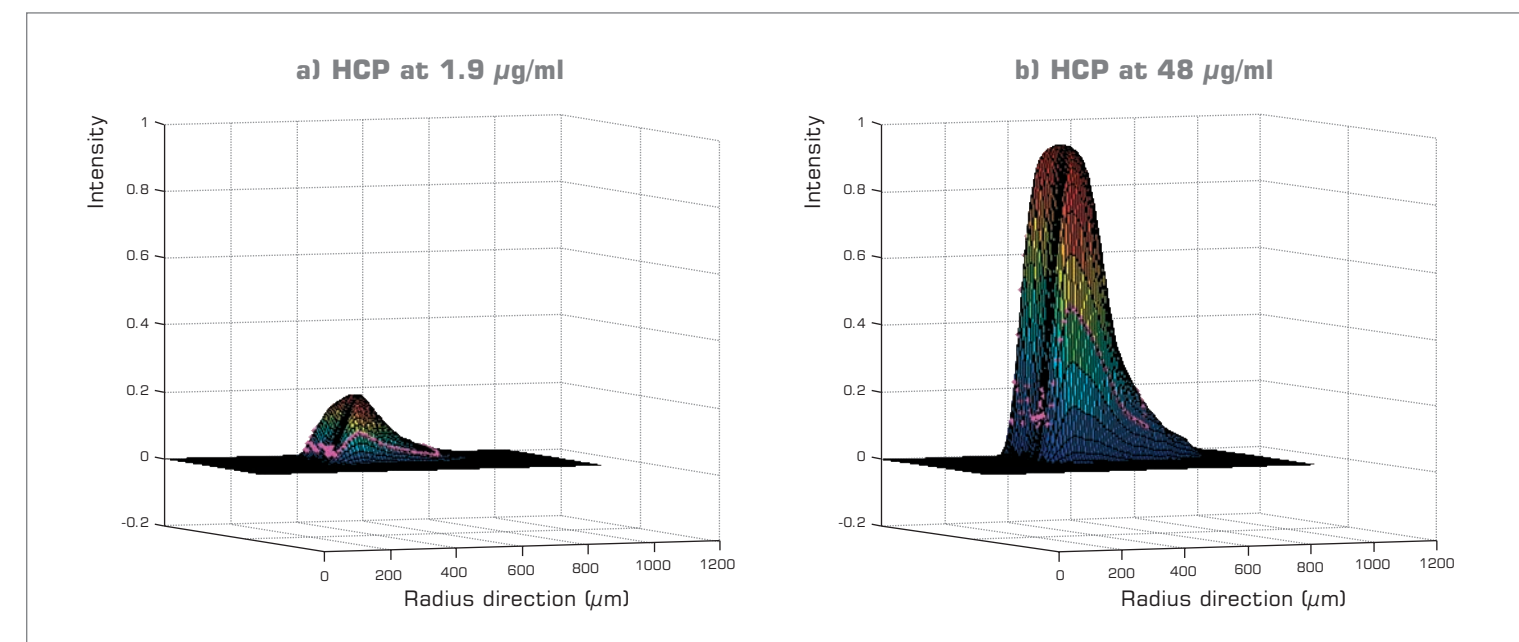 a) HCP at 1.9 µg/ml
Intensity
1
0.8
0.6
0.4
0.2
0
-0.2
0 200 400 600 800 1000 1200
Radius direction (µm)
b) HCP at 48 µg/ml
Intensity
1
0.8
0.6
0.4
0.2
0
-0.2
0 200 400 600 800 1000 1200
Radius direction (µm)